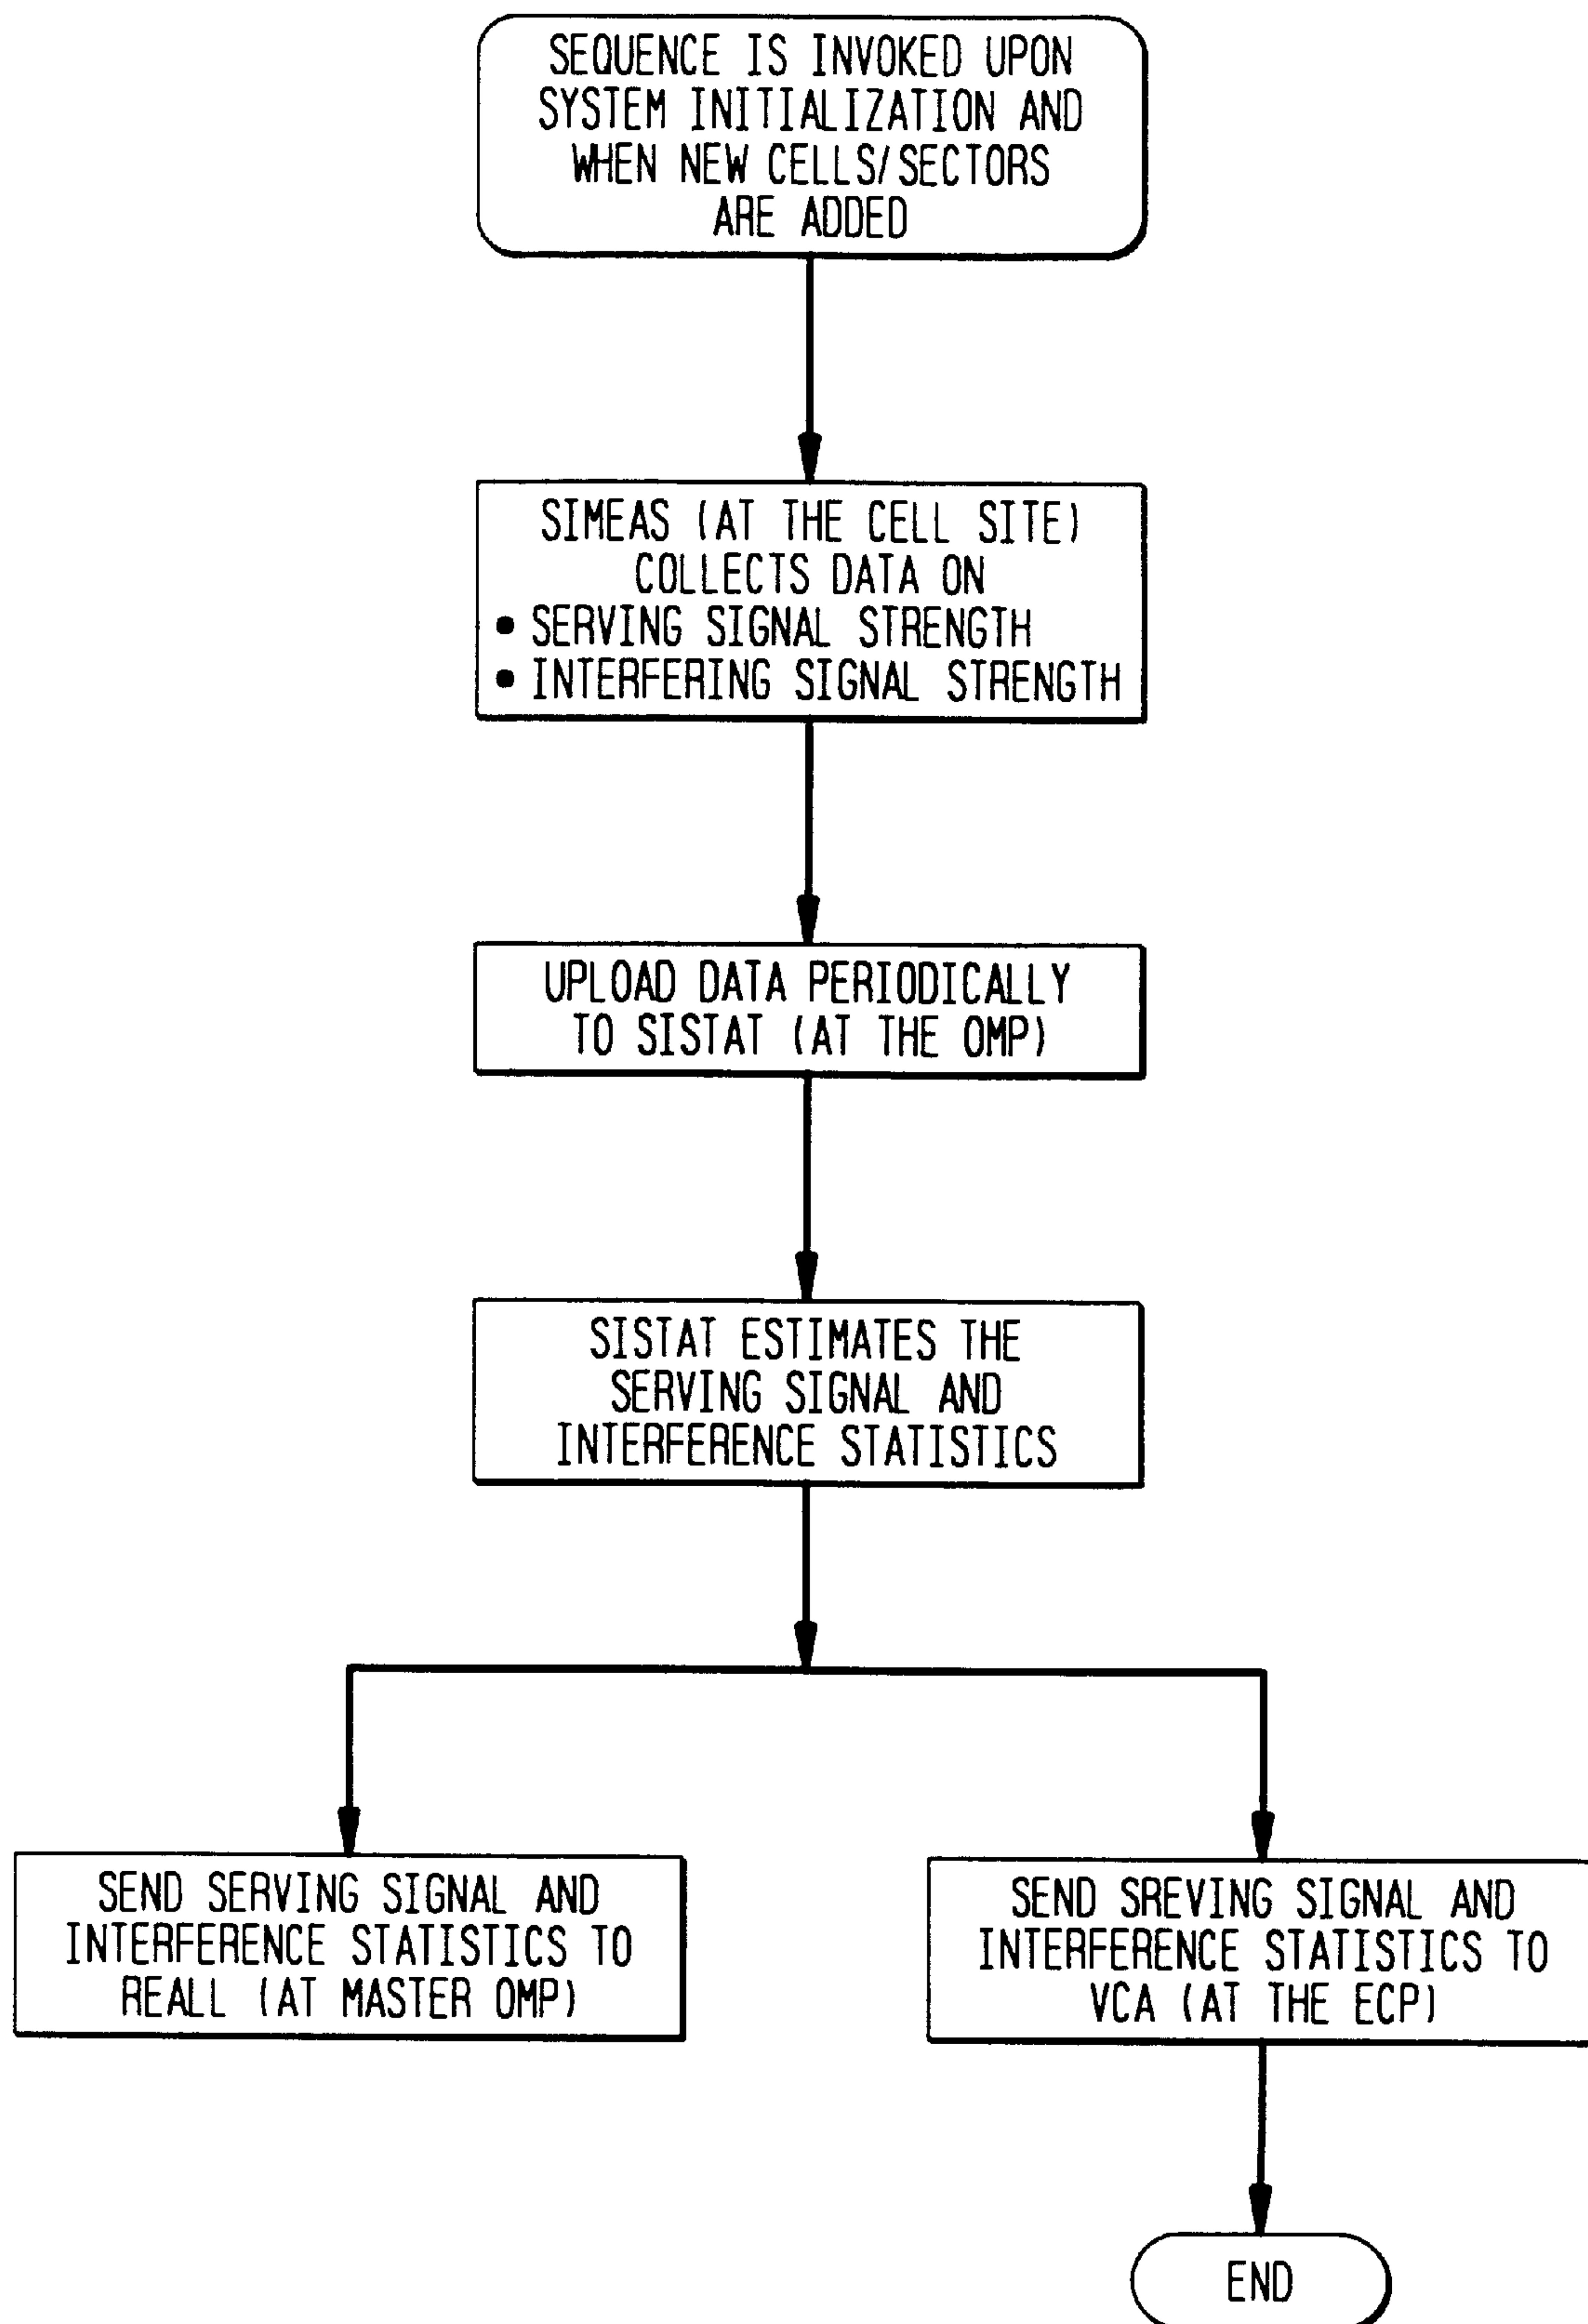 SEQUENCE IS INVOKED UPON
SYSTEM INITIALIZATION AND
WHEN NEW CELLS/SECTORS
ARE ADDED
SIMEAS (AT THE CELL SITE)
COLLECTS DATA ON
• SERVING SIGNAL STRENGTH
• INTERFERING SIGNAL STRENGTH
UPLOAD DATA PERIODICALLY
TO SISTAT (AT THE OMP)
SISTAT ESTIMATES THE
SERVING SIGNAL AND
INTERFERENCE STATISTICS
SEND SERVING SIGNAL AND
INTERFERENCE STATISTICS TO
REALL (AT MASTER OMP)
SEND SREVING SIGNAL AND
INTERFERENCE STATISTICS TO
VCA (AT THE ECP)
END